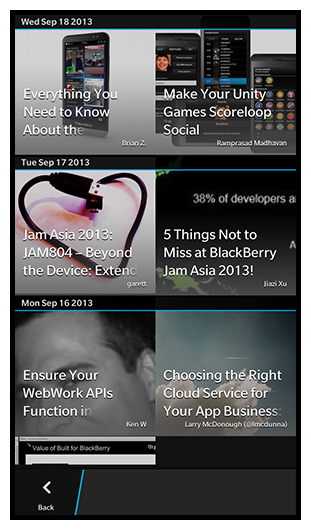 Wed Sep 18 2013
Everything You
Need to Know
About the
Brian Z.
Make Your Unity
Games Scoreloop
Social
Ramprasad Madhavan
Tue Sep 17 2013
Jam Asia 2013:
JAM804 – Beyond
the Device: Extend
garett
38% of developers a
5 Things Not to
Miss at BlackBerry
Jam Asia 2013!
Jiazi Xu
Mon Sep 16 2013
Ensure Your
WebWork APIs
Function in
Ken W
Choosing the Right
Cloud Service for
Your App Business:
Larry McDonough (@lmcdunna)
Value of Built for BlackBerry
Back